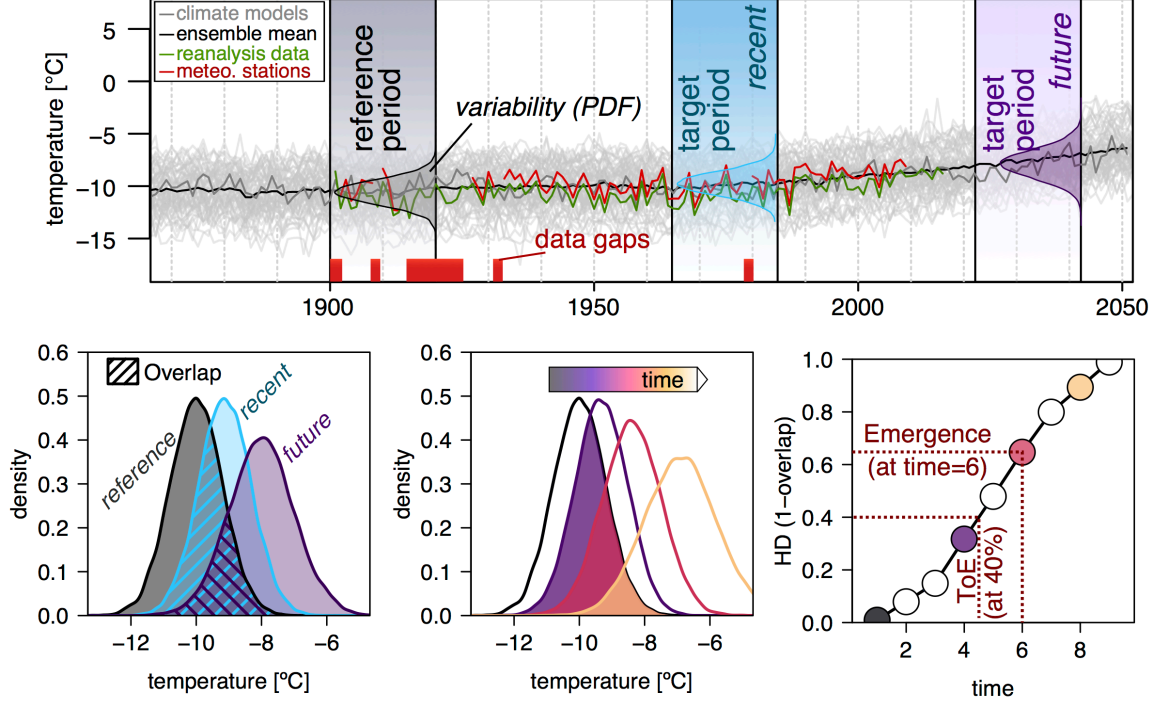 climate models
ensemble mean
reanalysis data
meteo. stations
temperature [°C]
5
0
−5
−10
−15
reference
period
variability (PDF)
target
period
recent
target
period
future
data gaps
1900
1950
2000
2050
density
0.6
0.5
0.4
0.3
0.2
0.1
0.0
Overlap
reference
recent
future
−12
−10
−8
−6
temperature [ºC]
density
0.6
0.5
0.4
0.3
0.2
0.1
0.0
time
−12
−10
−8
−6
temperature [ºC]
HD (1−overlap)
1.0
0.8
0.6
0.4
0.2
0.0
Emergence
(at time=6)
ToE
(at 40%)
2
4
6
8
time